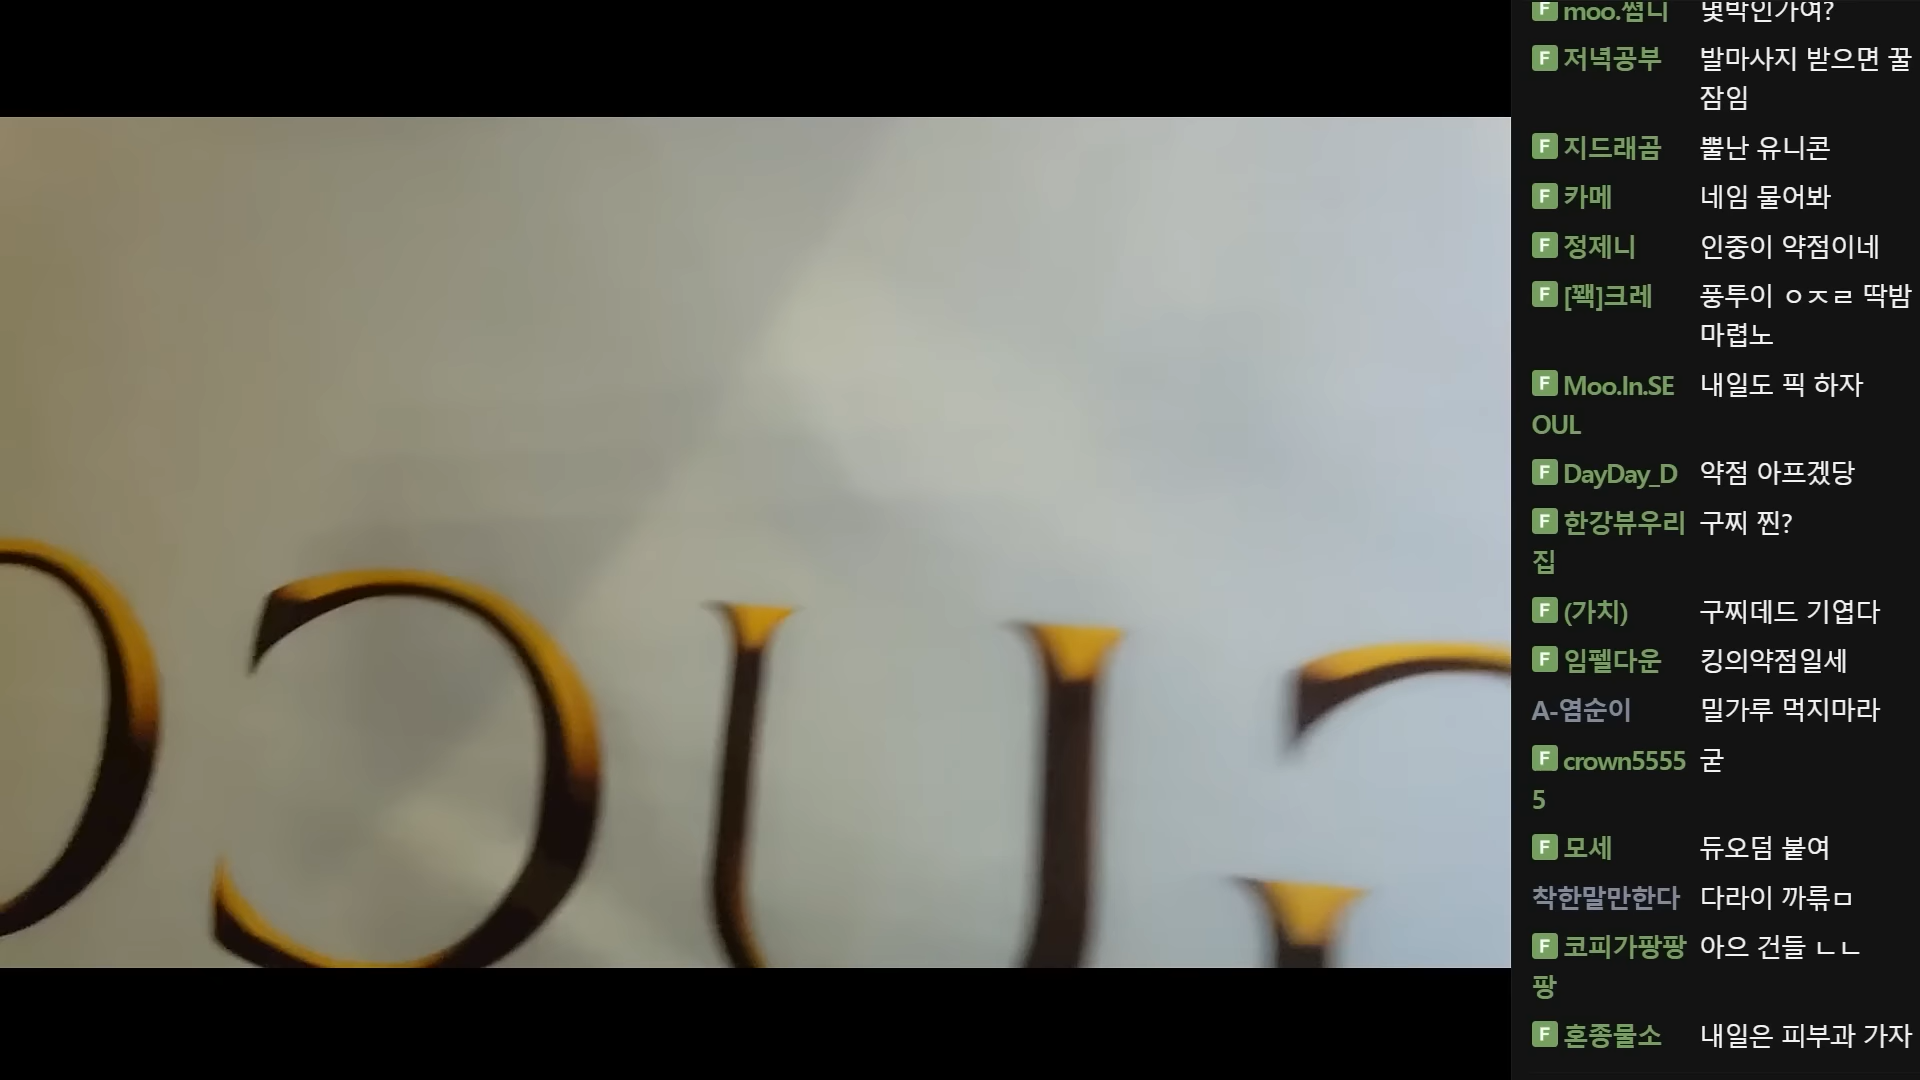 F moo.썸니 몇박인가여?
F 저녁공부 발마사지 받으면 꿀
잠임
F 지드래곰 뿔난 유니콘
F 카메 네임 물어봐
F 정제니 인중이 약점이네
F [꽥]크레 풍투이 ㅇㅈㄹ 딱밤
마렵노
F Moo.In.SE 내일도 픽 하자
OUL
F DayDay_D 약점 아프겠당
F 한강뷰우리 구찌 찐?
집
F (가치) 구찌데드 기엽다
F 임펠다운 킹의약점일세
A-염순이 밀가루 먹지마라
F crown5555 굳
5
F 모세 듀오덤 붙여
착한말만한다 다라이 까륶ㅁ
F 코피가팡팡 아으 건들 ㄴㄴ
팡
F 혼종물소 내일은 피부과 가자